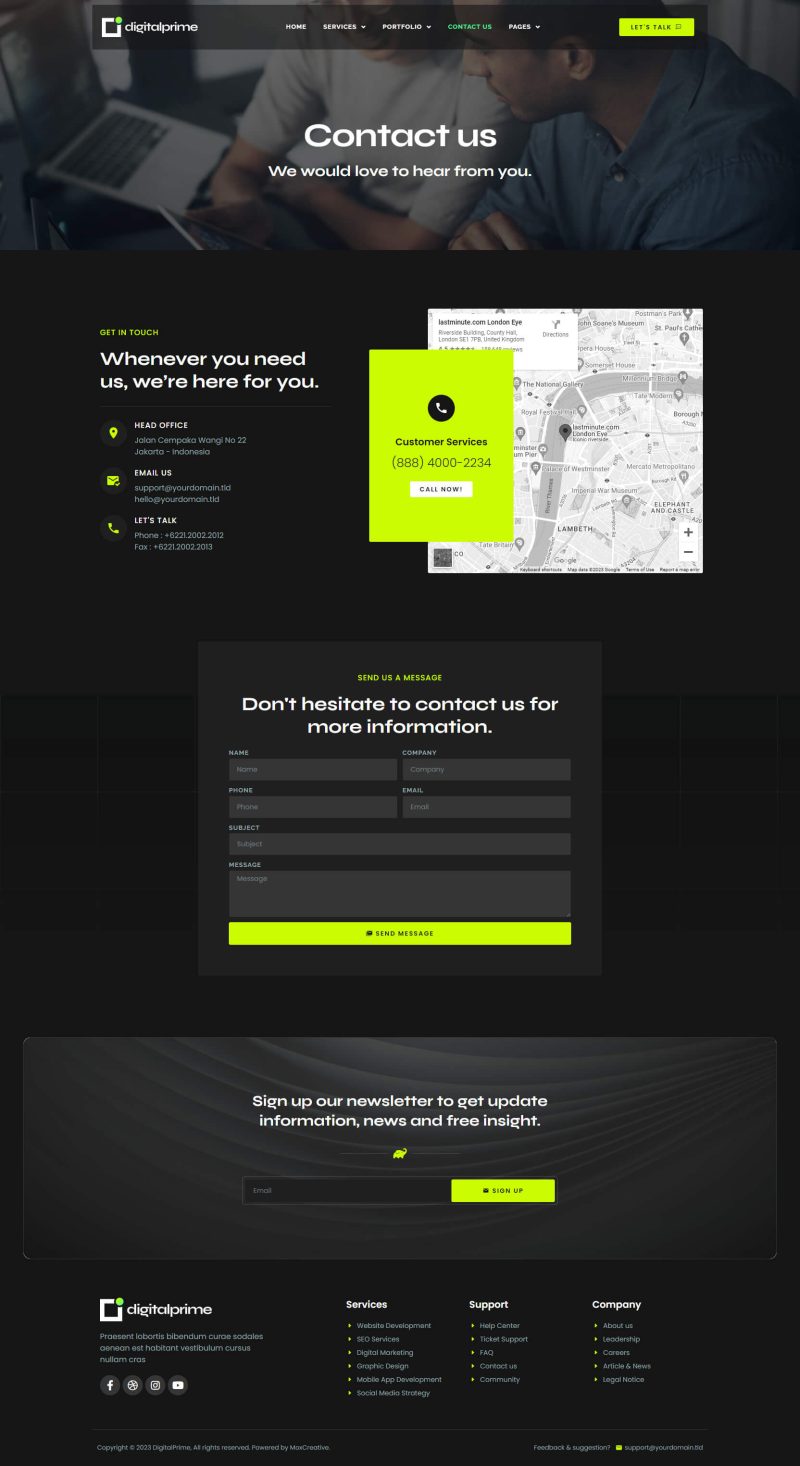 digitalprime
HOME SERVICES PORTFOLIO CONTACT US PAGES
LET'S TALK
Contact us
We would love to hear from you.
GET IN TOUCH
Whenever you need
us, we're here for you.
HEAD OFFICE
Jalan Cempaka Wangi No 22
Jakarta - Indonesia
EMAIL US
support@yourdomain.tld
hello@yourdomain.tld
LET'S TALK
Phone : +6221.2002.2012
Fax : +6221.2002.2013
lastminute.com London Eye
Riverside Building, County Hall,
London SE1 7PB, United Kingdom
Directions
Customer Services
(888) 4000-2234
CALL NOW!
Postman's Park
John Soane's Museum
St. Paul's
Opera House
Somerset House
Millennium Bridge
The National Gallery
Tate Modern
Royal Festival Hall
Borough
lastminute.com
London Eye
Iconic riverside
Palace of Westminster
Mercato Metropolitano
Borough Rd
Imperial War Museum
ELEPHANT
AND CASTLE
River Thames
LAMBETH
Tate Britain
Google
Keyboard shortcuts Map data ©2023 Google Terms of Use Report a map error
SEND US A MESSAGE
Don't hesitate to contact us for
more information.
NAME COMPANY
Name Company
PHONE EMAIL
Phone Email
SUBJECT
Subject
MESSAGE
Message
SEND MESSAGE
Sign up our newsletter to get update
information, news and free insight.
Email SIGN UP
digitalprime
Praesent lobortis bibendum curae sodales
aenean est habitant vestibulum cursus
nullam cras
Services
Website Development
SEO Services
Digital Marketing
Graphic Design
Mobile App Development
Social Media Strategy
Support
Help Center
Ticket Support
FAQ
Contact us
Community
Company
About us
Leadership
Careers
Article & News
Legal Notice
Copyright © 2023 DigitalPrime, All rights reserved. Powered by MaxCreative.
Feedback & suggestion? support@yourdomain.tld